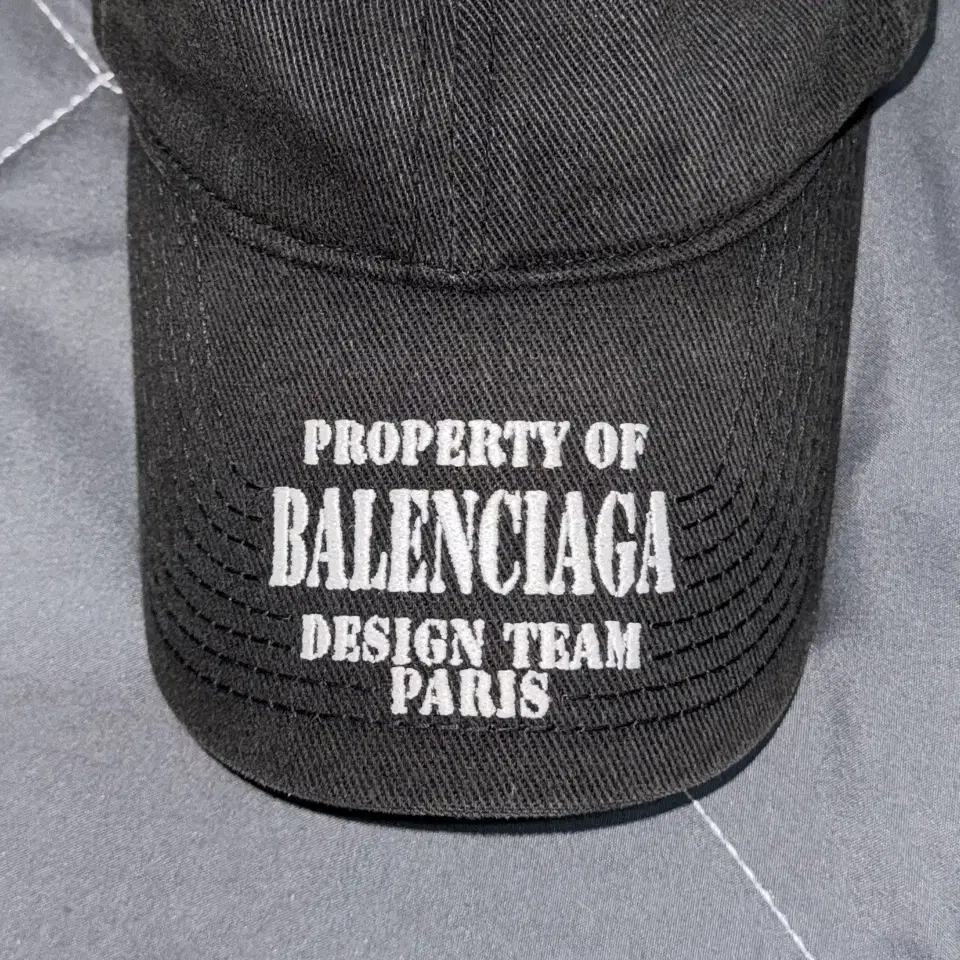 PROPERTY OF
BALENCIAGA
DESIGN TEAM
PARIS